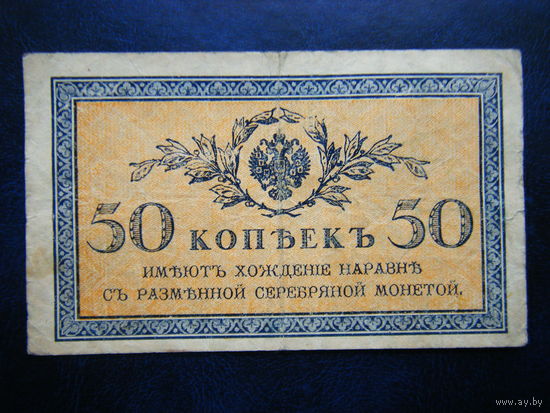 50 КОПѢЕКЪ 50
ИМѢЮТЪ ХОЖДЕНІЕ НАРАВНѢ
СЪ РАЗМѢННОЙ СЕРЕБРЯНОЙ МОНЕТОЙ.
www.ay.by